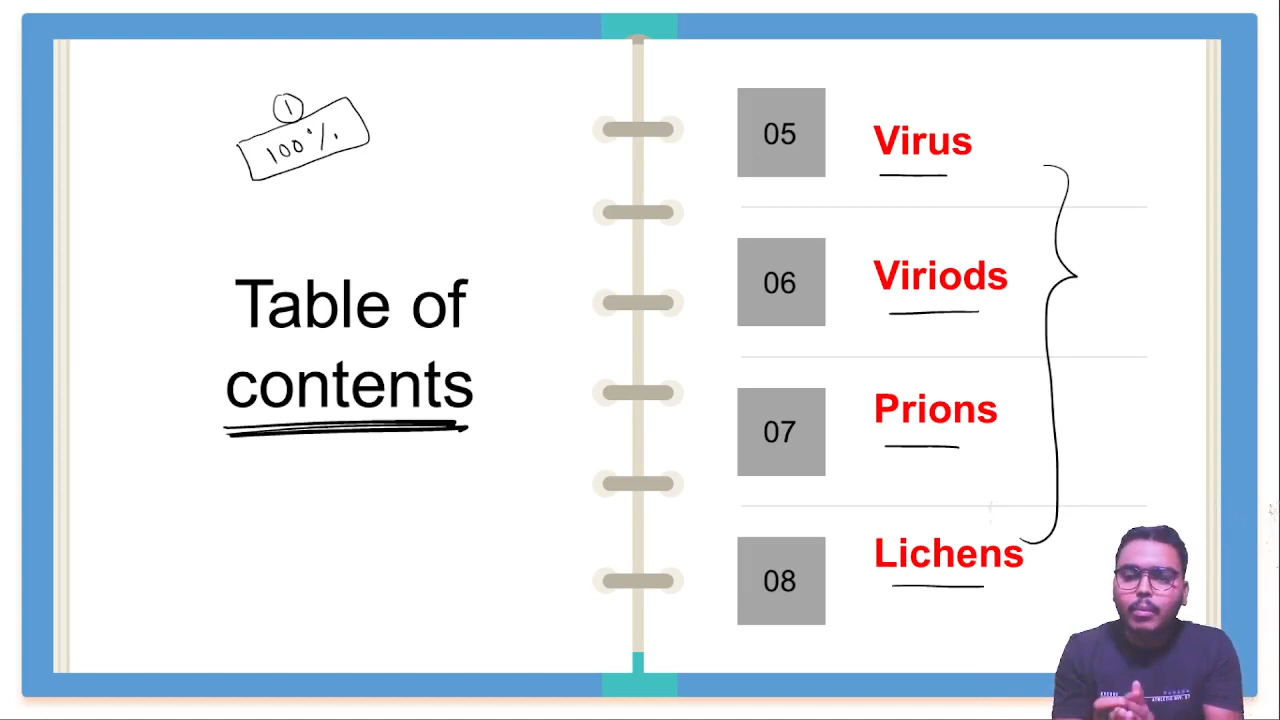 1
100%
Table of
contents
05 Virus
06 Viriods
07 Prions
08 Lichens